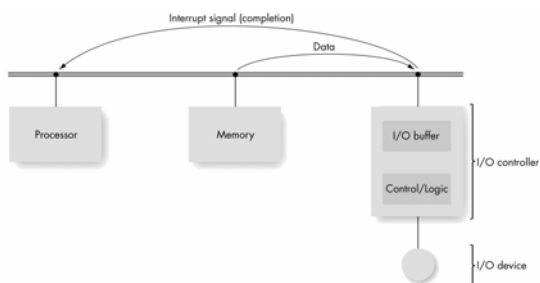 Interrupt signal (completion)
Data
Processor
Memory
I/O buffer
Control/Logic
I/O controller
I/O device